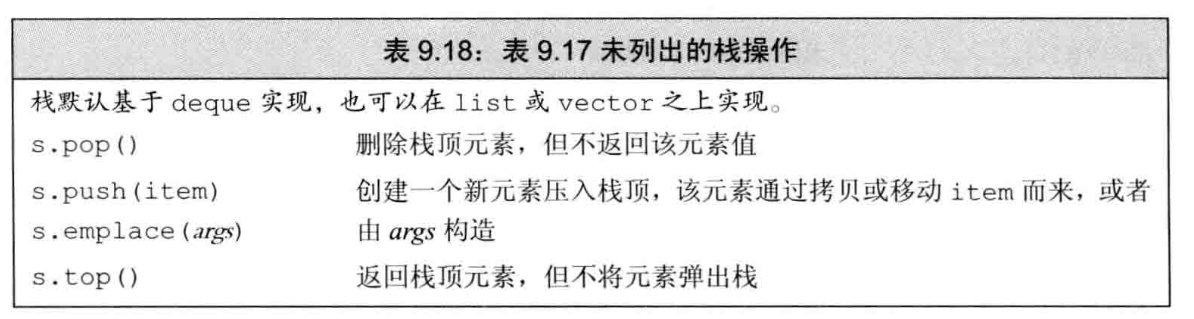 表 9.18：表 9.17 未列出的栈操作
栈默认基于 deque 实现，也可以在 list 或 vector 之上实现。
s.pop() 删除栈顶元素，但不返回该元素值
s.push(item) 创建一个新元素压入栈顶，该元素通过拷贝或移动 item 而来，或者
s.emplace(args) 由 args 构造
s.top() 返回栈顶元素，但不将元素弹出栈